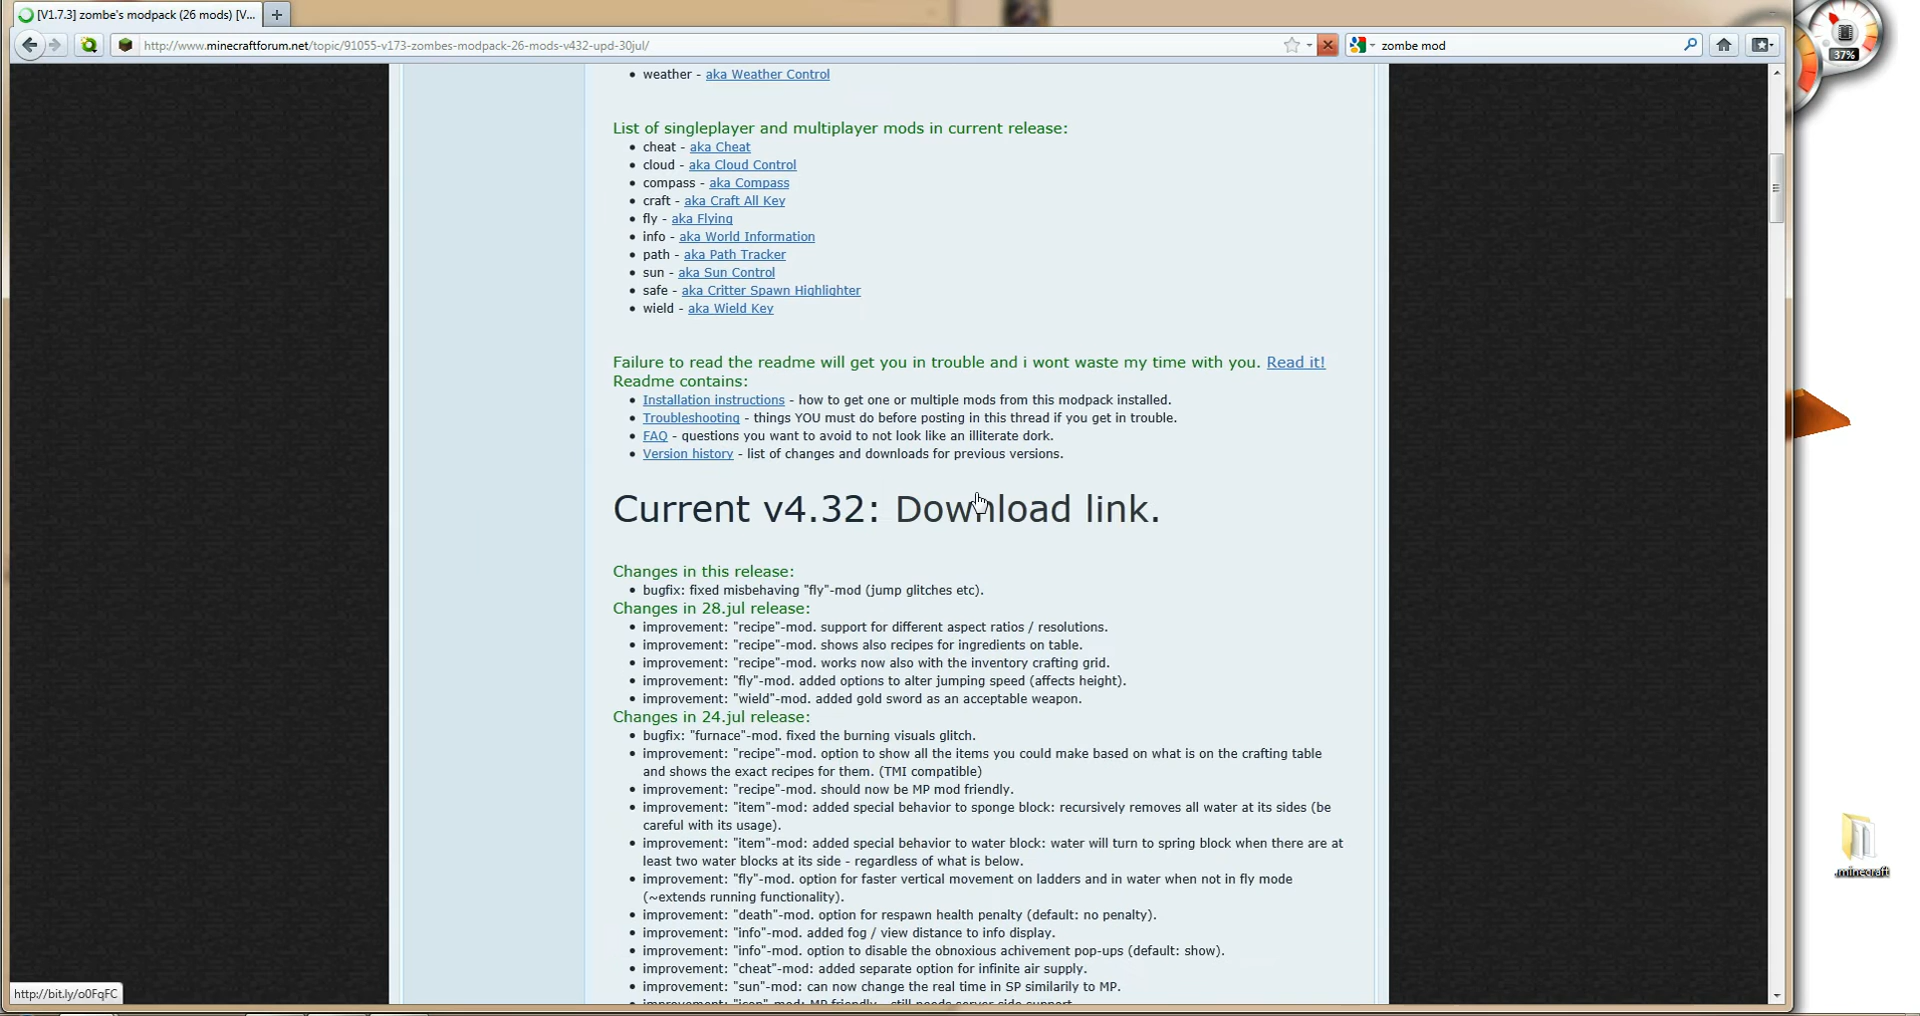 [V1.7.3] zombe's modpack (26 mods) [V...
http://www.minecraftforum.net/topic/91055-v173-zombes-modpack-26-mods-v432-upd-30jul/
zombe mod
37%
weather - aka Weather Control
List of singleplayer and multiplayer mods in current release:
cheat - aka Cheat
cloud - aka Cloud Control
compass - aka Compass
craft - aka Craft All Key
fly - aka Flying
info - aka World Information
path - aka Path Tracker
sun - aka Sun Control
safe - aka Critter Spawn Highlighter
wield - aka Wield Key
Failure to read the readme will get you in trouble and i wont waste my time with you. Read it!
Readme contains:
Installation instructions - how to get one or multiple mods from this modpack installed.
Troubleshooting - things YOU must do before posting in this thread if you get in trouble.
FAQ - questions you want to avoid to not look like an illiterate dork.
Version history - list of changes and downloads for previous versions.
Current v4.32: Download link.
Changes in this release:
bugfix: fixed misbehaving "fly"-mod (jump glitches etc).
Changes in 28.jul release:
improvement: "recipe"-mod. support for different aspect ratios / resolutions.
improvement: "recipe"-mod. shows also recipes for ingredients on table.
improvement: "recipe"-mod. works now also with the inventory crafting grid.
improvement: "fly"-mod. added options to alter jumping speed (affects height).
improvement: "wield"-mod. added gold sword as an acceptable weapon.
Changes in 24.jul release:
bugfix: "furnace"-mod. fixed the burning visuals glitch.
improvement: "recipe"-mod. option to show all the items you could make based on what is on the crafting table
and shows the exact recipes for them. (TMI compatible)
improvement: "recipe"-mod. should now be MP mod friendly.
improvement: "item"-mod: added special behavior to sponge block: recursively removes all water at its sides (be
careful with its usage).
improvement: "item"-mod: added special behavior to water block: water will turn to spring block when there are at
least two water blocks at its side - regardless of what is below.
improvement: "fly"-mod. option for faster vertical movement on ladders and in water when not in fly mode
(~extends running functionality).
improvement: "death"-mod. option for respawn health penalty (default: no penalty).
improvement: "info"-mod. added fog / view distance to info display.
improvement: "info"-mod. option to disable the obnoxious achivement pop-ups (default: show).
improvement: "cheat"-mod: added separate option for infinite air supply.
improvement: "sun"-mod: can now change the real time in SP similarily to MP.
improvement: "icon"-mod: MP friendly - still needs server side support.
.minecraft
http://bit.ly/o0FqFC